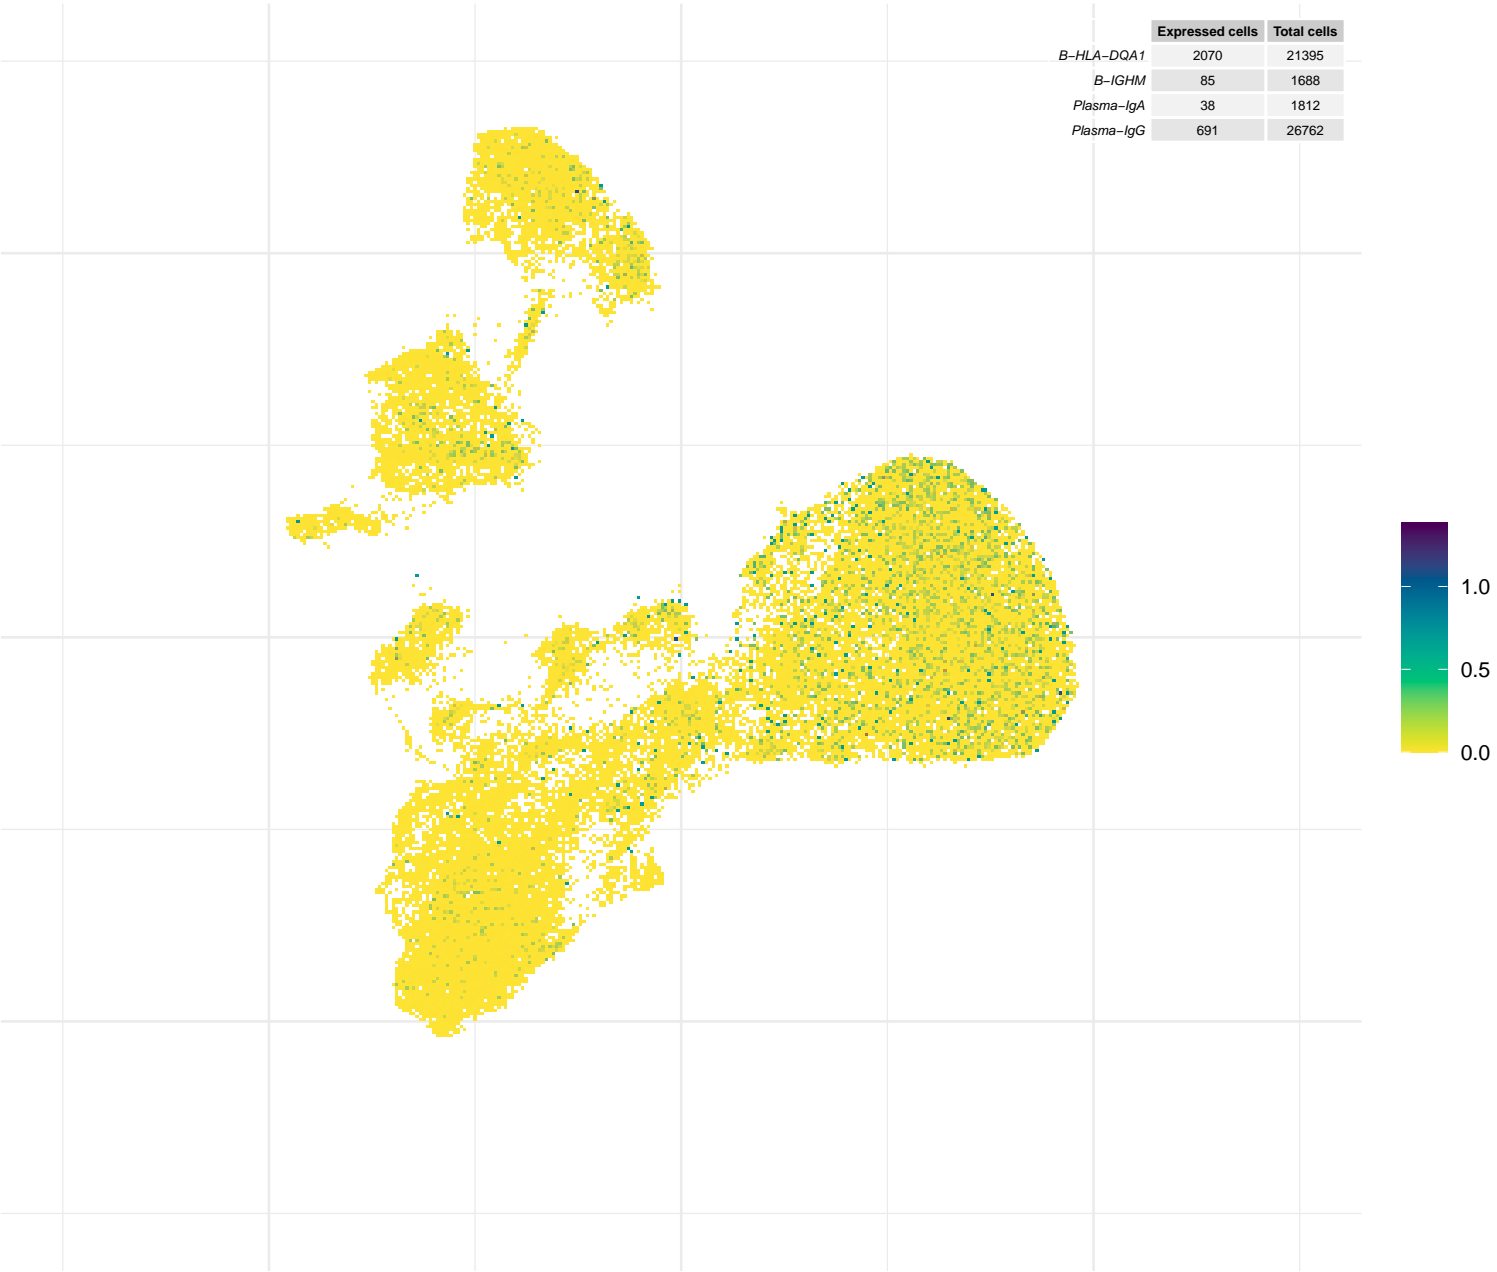 Expressed cells Total cells
B−HLA−DQA1 2070 21395
B−IGHM 85 1688
Plasma−IgA 38 1812
Plasma−IgG 691 26762
1.0
0.5
0.0